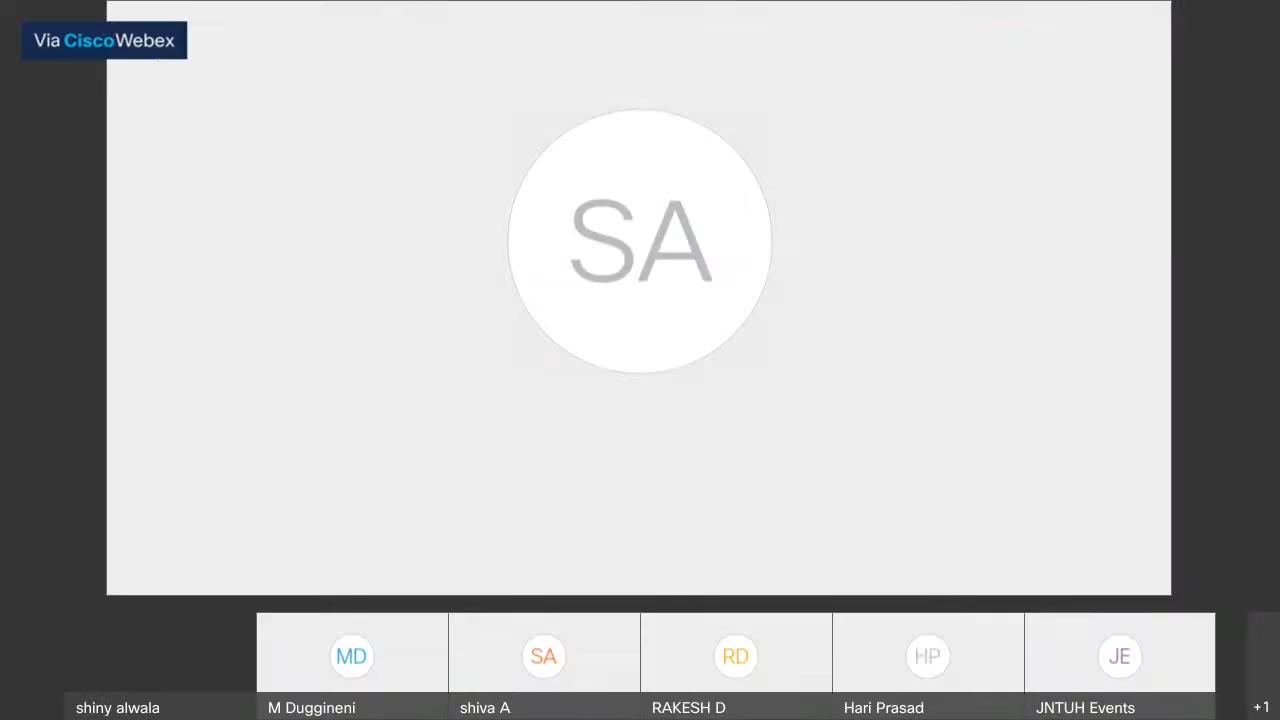 Via CiscoWebex
SA
MD
SA
RD
HP
JE
shiny alwala
M Duggineni
shiva A
RAKESH D
Hari Prasad
JNTUH Events
+1